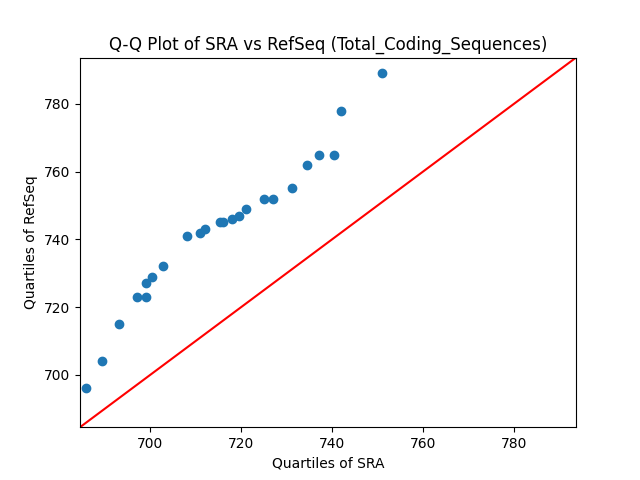 Q-Q Plot of SRA vs RefSeq (Total_Coding_Sequences)
Quartiles of RefSeq
780
760
740
720
700
700 720 740 760 780
Quartiles of SRA